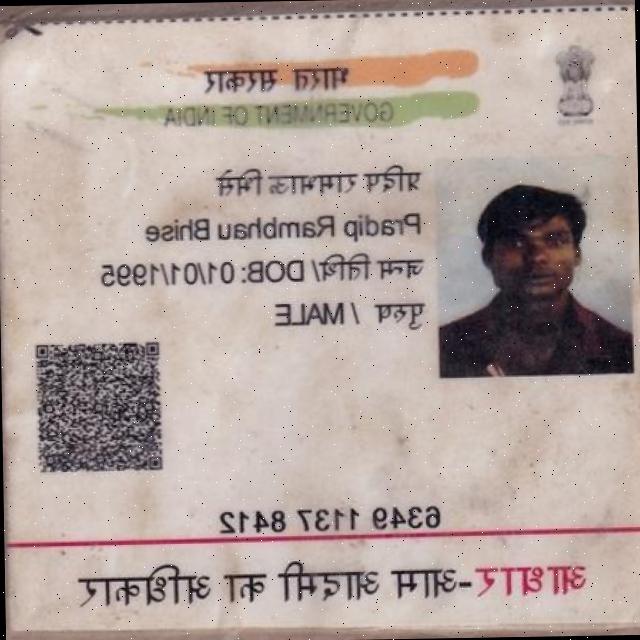 भारत सरकार
GOVERNMENT OF INDIA
प्रदिप रामभाऊ भिसे
Pradip Rambhau Bhise
जन्म तिथि/ DOB: 01/01/1995
पुरुष / MALE
6349 1137 8412
आधार-आम आदमी का अधिकार